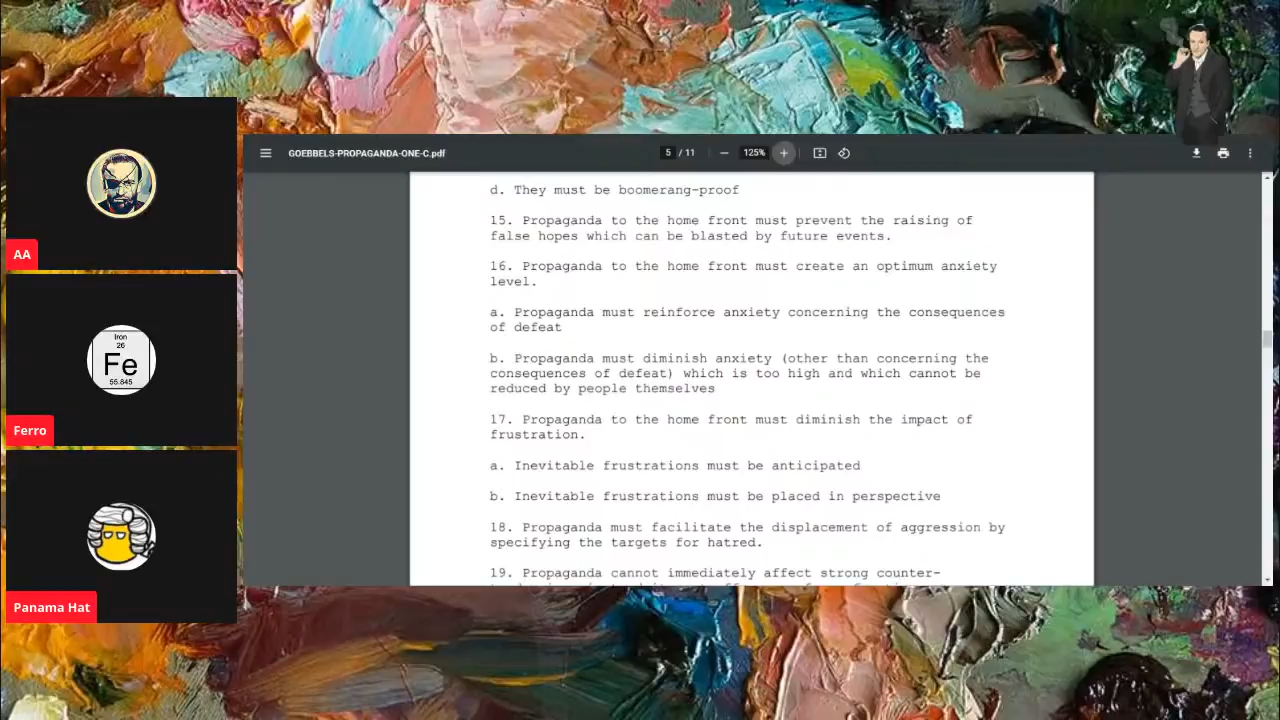 GOEBBELS-PROPAGANDA-ONE-C.pdf
5 / 11
125%
d. They must be boomerang-proof
15. Propaganda to the home front must prevent the raising of
false hopes which can be blasted by future events.
16. Propaganda to the home front must create an optimum anxiety
level.
a. Propaganda must reinforce anxiety concerning the consequences
of defeat
b. Propaganda must diminish anxiety (other than concerning the
consequences of defeat) which is too high and which cannot be
reduced by people themselves
17. Propaganda to the home front must diminish the impact of
frustration.
a. Inevitable frustrations must be anticipated
b. Inevitable frustrations must be placed in perspective
18. Propaganda must facilitate the displacement of aggression by
specifying the targets for hatred.
19. Propaganda cannot immediately affect strong counter-
AA
Iron
26
Fe
55.845
Ferro
Panama Hat